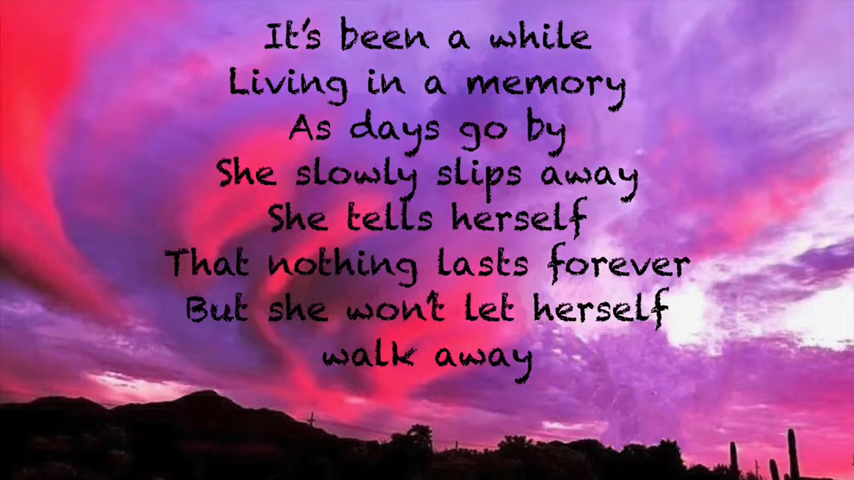 It's been a while
Living in a memory
As days go by
She slowly slips away
She tells herself
That nothing lasts forever
But she won't let herself
walk away